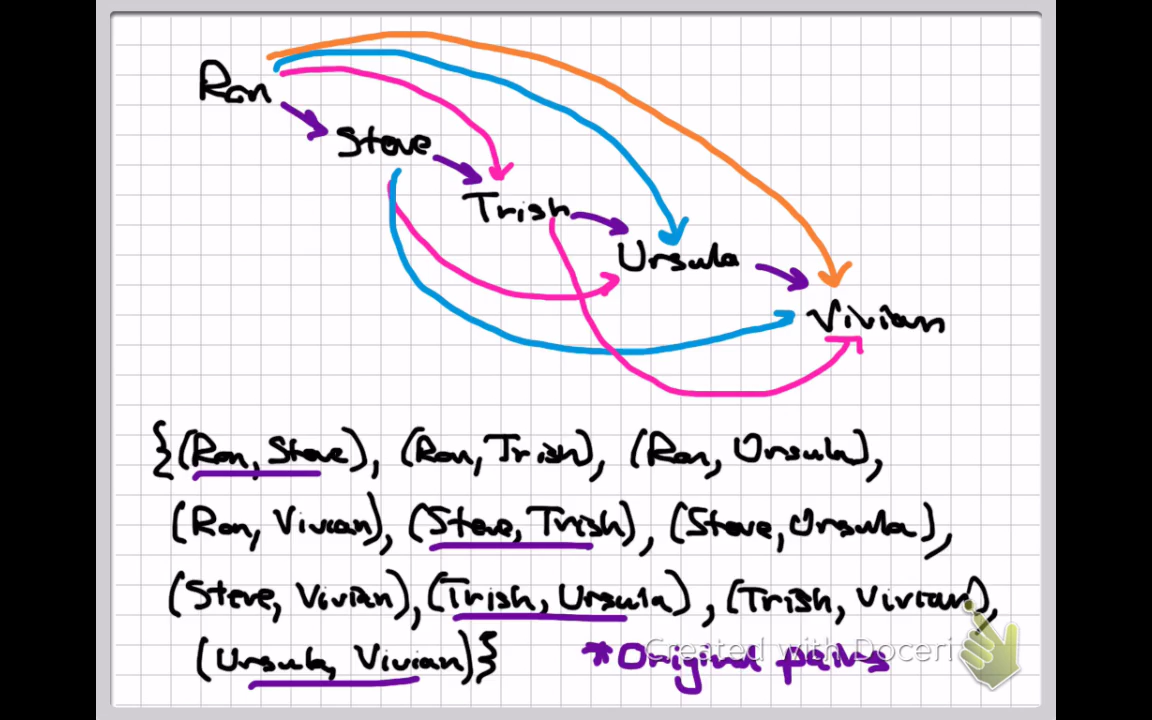 Ron
Steve
Trish
Ursula
Vivian
{(Ron, Steve), (Ron, Trish), (Ron, Ursula),
(Ron, Vivian), (Steve, Trish), (Steve, Ursula),
(Steve, Vivian), (Trish, Ursula), (Trish, Vivian),
(Ursula, Vivian)} *Original pairs
Created with Doceri